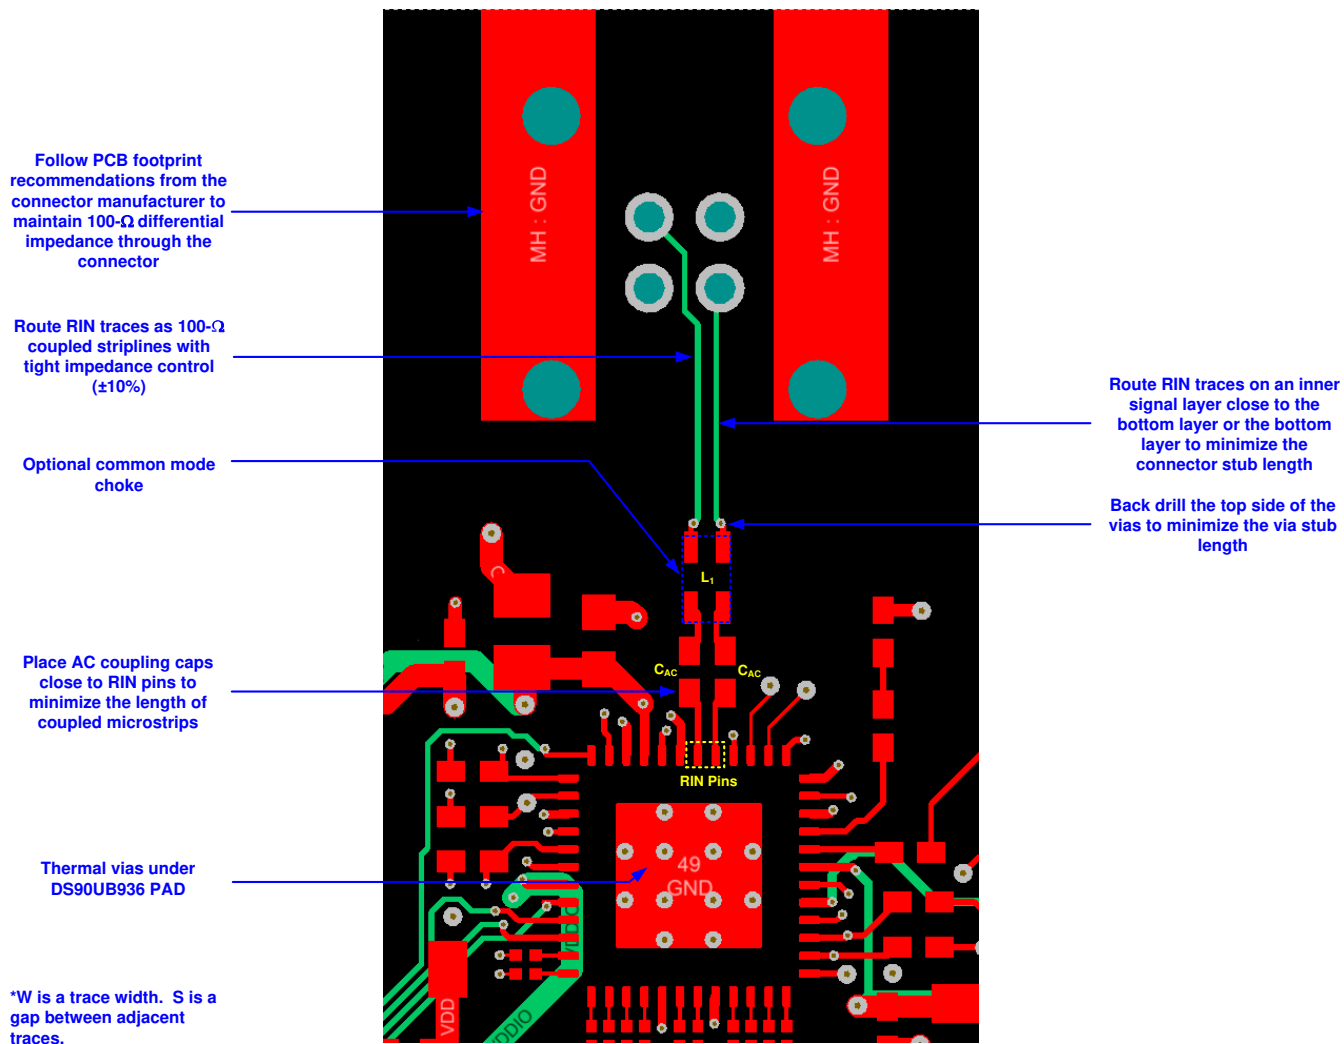 Follow PCB footprint
recommendations from the
connector manufacturer to
maintain 100-Ω differential
impedance through the
connector
Route RIN traces as 100-Ω
coupled striplines with
tight impedance control
(±10%)
Optional common mode
choke
Place AC coupling caps
close to RIN pins to
minimize the length of
coupled microstrips
Thermal vias under
DS90UB936 PAD
*W is a trace width. S is a
gap between adjacent
traces.
MH : GND
MH : GND
L1
CAC
CAC
RIN Pins
49
GND
VDD
VDDIO
Route RIN traces on an inner
signal layer close to the
bottom layer or the bottom
layer to minimize the
connector stub length
Back drill the top side of the
vias to minimize the via stub
length